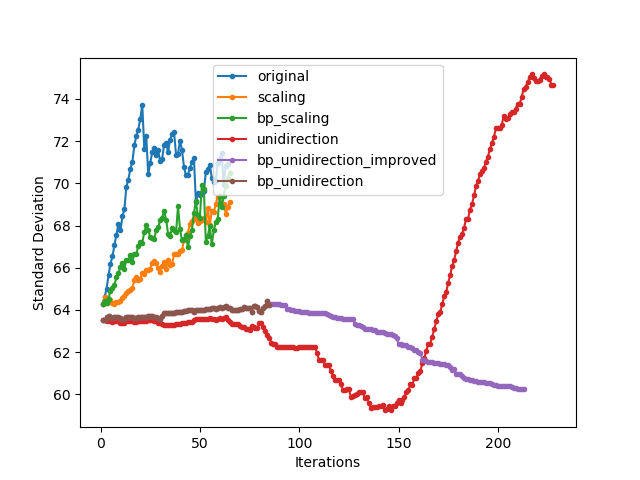 original
scaling
bp_scaling
unidirection
bp_unidirection_improved
bp_unidirection
74
72
70
68
66
64
62
60
Standard Deviation
0 50 100 150 200
Iterations